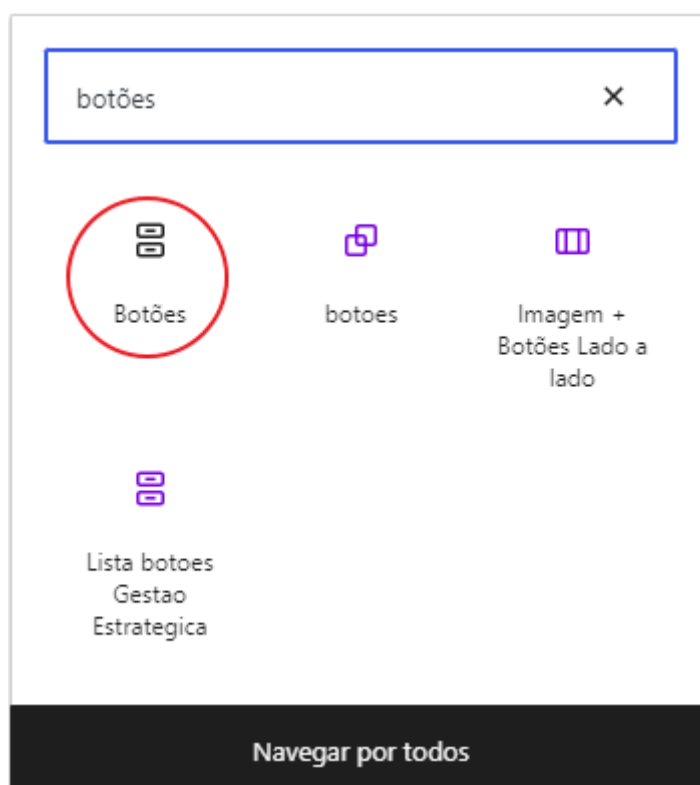 botões
Botões
botoes
Imagem +
Botões Lado a
lado
Lista botoes
Gestao
Estrategica
Navegar por todos